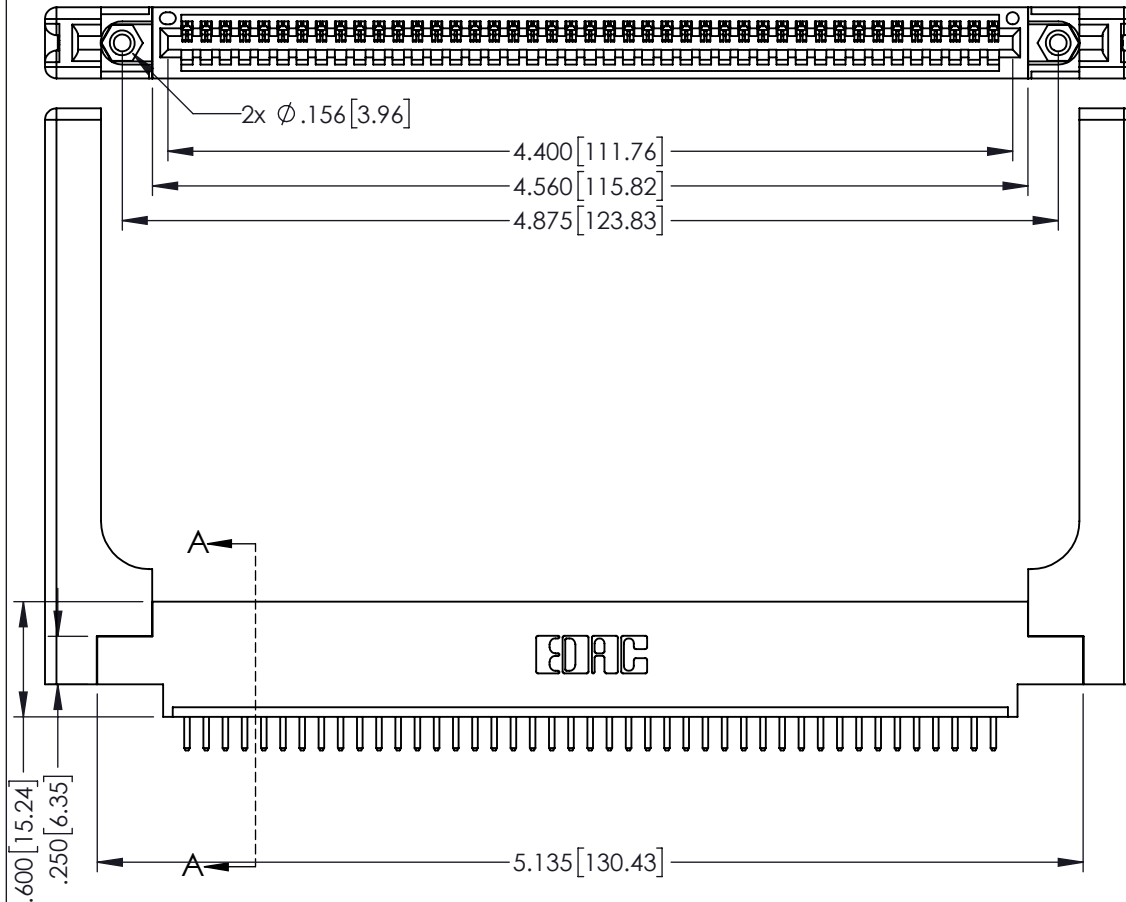 2x Ø.156[3.96]
4.400[111.76]
4.560[115.82]
4.875[123.83]
A
EDAC
.600[15.24]
.250[6.35]
A
5.135[130.43]